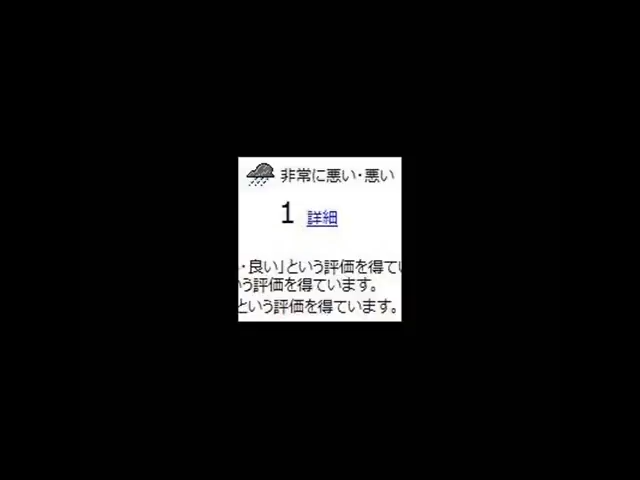 非常に悪い・悪い
1 詳細
・良い」という評価を得てい
いう評価を得ています。
という評価を得ています。